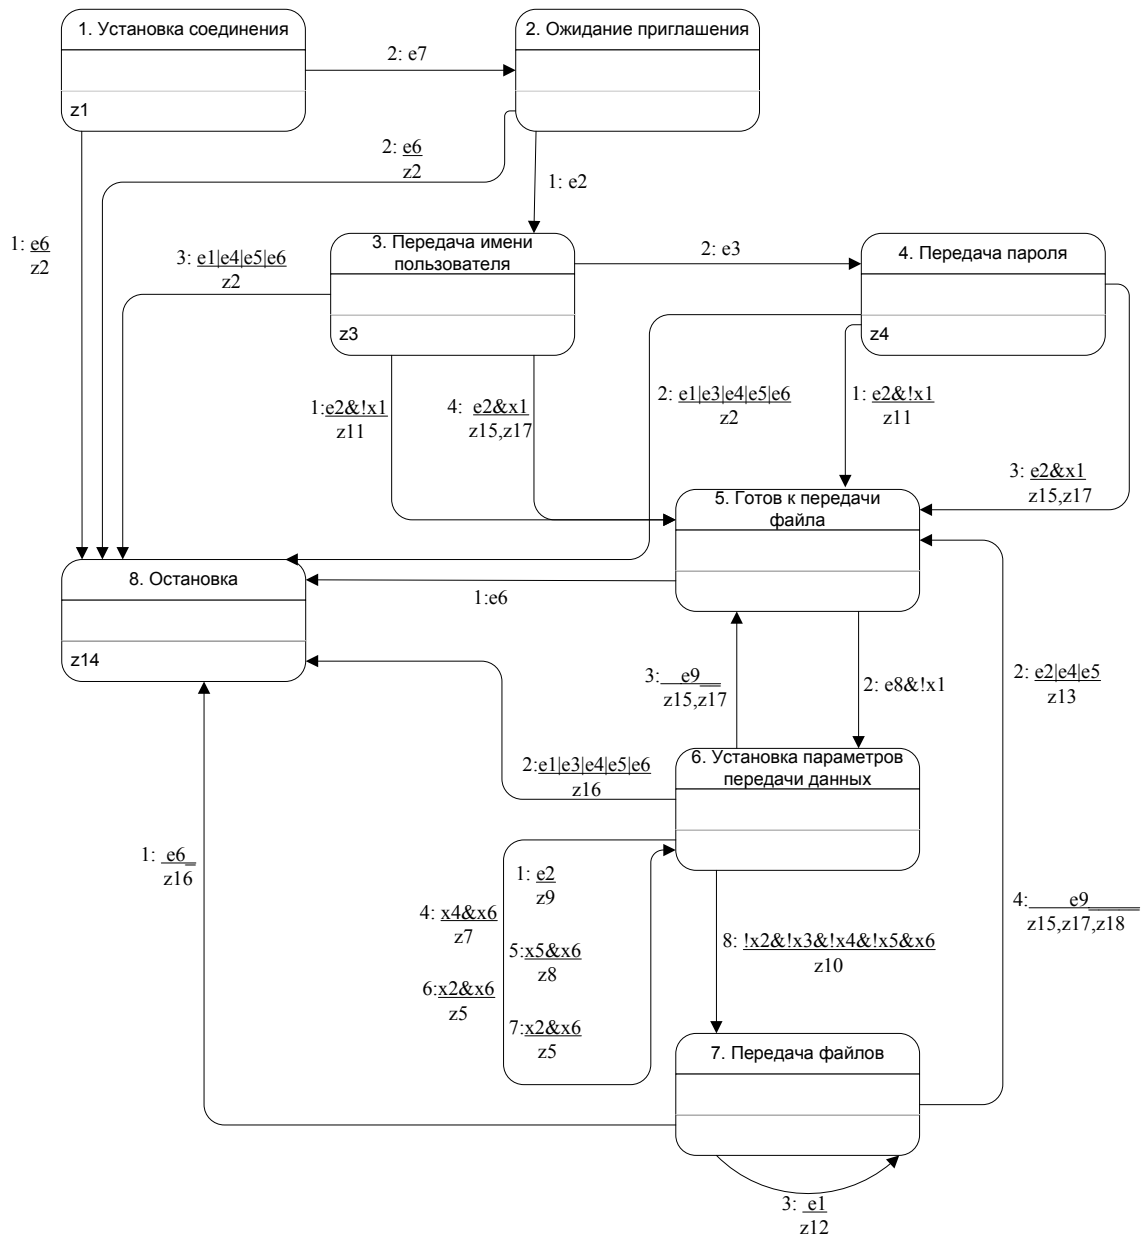 1. Установка соединения
2. Ожидание приглашения
2: e7
z1
2: e6
z2
1: e2
1: e6
z2
3. Передача имени
пользователя
2: e3
4. Передача пароля
3: e1|e4|e5|e6
z2
z3
z4
1:e2&!x1
z11
4: e2&x1
z15,z17
2: e1|e3|e4|e5|e6
z2
1: e2&!x1
z11
3: e2&x1
z15,z17
5. Готов к передачи
файла
8. Остановка
1:e6
z14
3: e9
z15,z17
2: e8&!x1
2: e2|e4|e5
z13
6. Установка параметров
передачи данных
2:e1|e3|e4|e5|e6
z16
1: e6
z16
1: e2
z9
4: x4&x6
z7
5:x5&x6
z8
6:x2&x6
z5
7:x2&x6
z5
8: !x2&!x3&!x4&!x5&x6
z10
4: e9
z15,z17,z18
7. Передача файлов
3: e1
z12